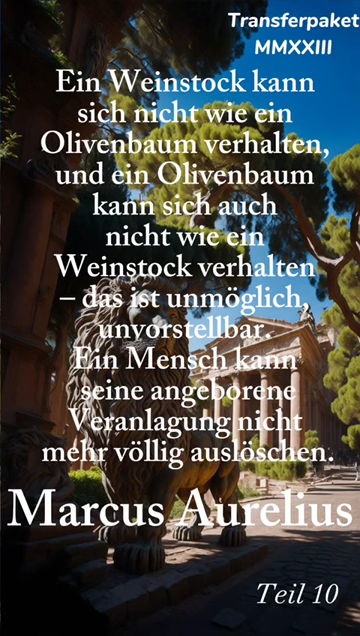 Transferpaket
MMXXIII
Ein Weinstock kann
sich nicht wie ein
Olivenbaum verhalten,
und ein Olivenbaum
kann sich auch
nicht wie ein
Weinstock verhalten
– das ist unmöglich,
unvorstellbar.
Ein Mensch kann
seine angeborene
Veranlagung nicht
mehr völlig auslöschen.
Marcus Aurelius
Teil 10